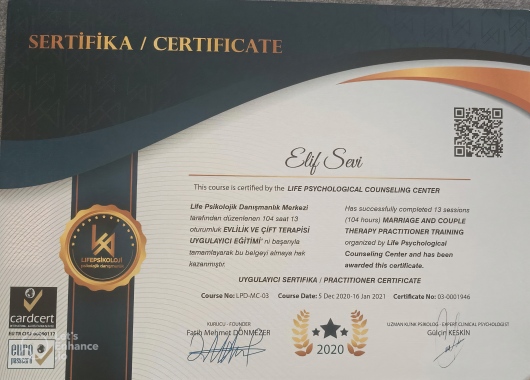 SERTİFİKA / CERTIFICATE
Elif Sevi
This course is certified by the LIFE PSYCHOLOGICAL COUNSELING CENTER
Life Psikolojik Danışmanlık Merkezi
tarafından düzenlenen 104 saat 13
oturumluk EVLİLİK VE ÇİFT TERAPİSİ
UYGULAYICI EĞİTİMİ' ni başarıyla
tamamlayarak bu belgeyi almaya hak
kazanmıştır.
Has successfully completed 13 sessions
(104 hours) MARRIAGE AND COUPLE
THERAPY PRACTITIONER TRAINING
organized by Life Psychological
Counseling Center and has been
awarded this certificate.
UYGULAYICI SERTİFİKA / PRACTITIONER CERTIFICATE
Course No: LPD-MC-03 Course Date: 5 Dec 2020-16 Jan 2021 Certificate No: 03-0001946
KURUCU - FOUNDER
Fatih Mehmet DÖNMEZER
UZMAN KLİNİK PSİKOLOG - EXPERT CLINICAL PSYCHOLOGIST
Gülçin KESKİN
2020
LIFEPSİKOLOJİ
psikolojik danışmanlık
cardcert
euro
Let's
Enhance